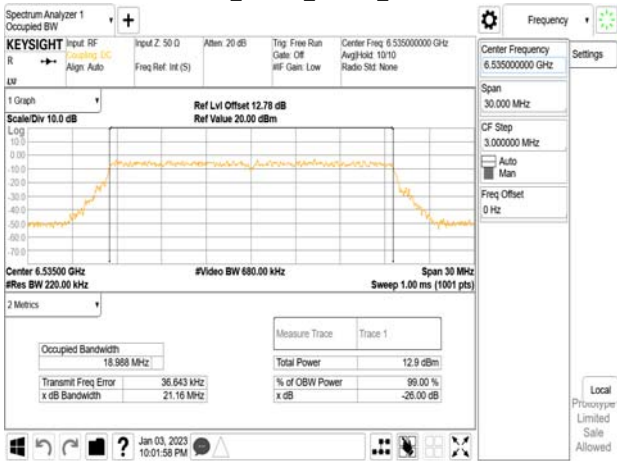 Spectrum Analyzer 1
Occupied BW
Frequency
KEYSIGHT
Input: RF
Coupling: DC
Align: Auto
Input Z: 50 Ω
Freq Ref: Int (S)
Atten: 20 dB
Trig: Free Run
Gate: Off
#IF Gain: Low
Center Freq: 6.535000000 GHz
Avg|Hold: 10/10
Radio Std: None
R
LXI
1 Graph
Scale/Div 10.0 dB
Ref Lvl Offset 12.78 dB
Ref Value 20.00 dBm
Log
10.0
0.00
-10.0
-20.0
-30.0
-40.0
-50.0
-60.0
-70.0
Center 6.53500 GHz
#Res BW 220.00 kHz
#Video BW 680.00 kHz
Span 30 MHz
Sweep 1.00 ms (1001 pts)
2 Metrics
Measure Trace Trace 1
Occupied Bandwidth
18.988 MHz
Total Power 12.9 dBm
Transmit Freq Error 36.643 kHz
% of OBW Power 99.00 %
x dB Bandwidth 21.16 MHz
x dB -26.00 dB
Jan 03, 2023
10:01:58 PM
Center Frequency
6.535000000 GHz
Settings
Span
30.000 MHz
CF Step
3.000000 MHz
Auto
Man
Freq Offset
0 Hz
Local
Prototype
Limited
Sale
Allowed